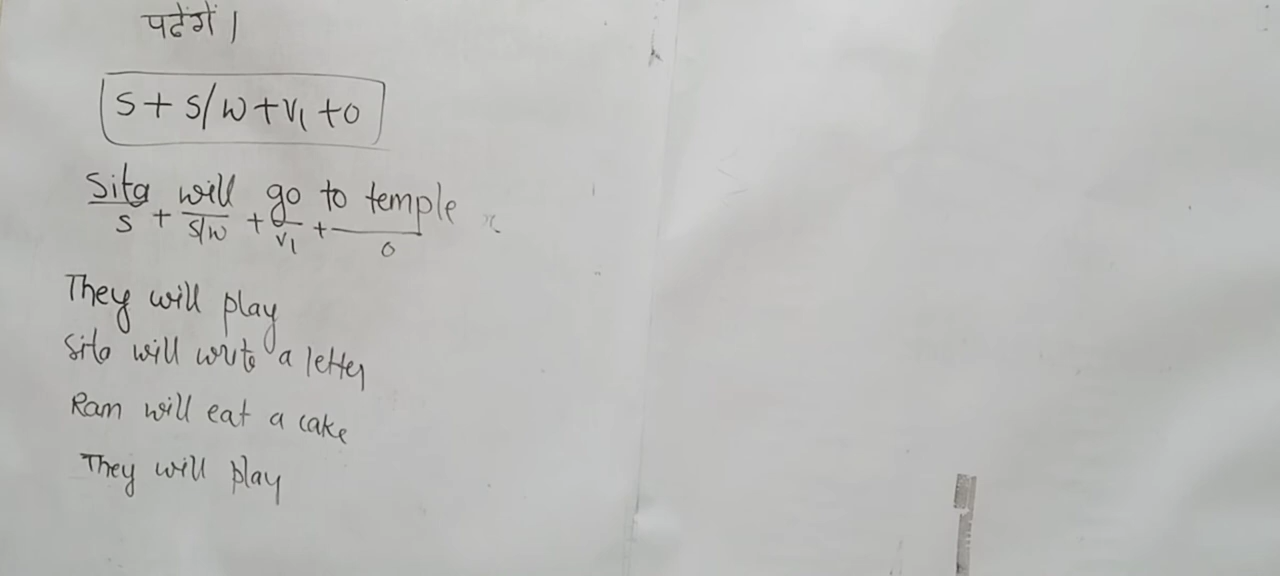 पढेंगें।
S + S/W + V₁ + O
Sita will go to temple
S + S/W + V₁ + O
They will play
Sita will write a letter
Ram will eat a cake
They will play